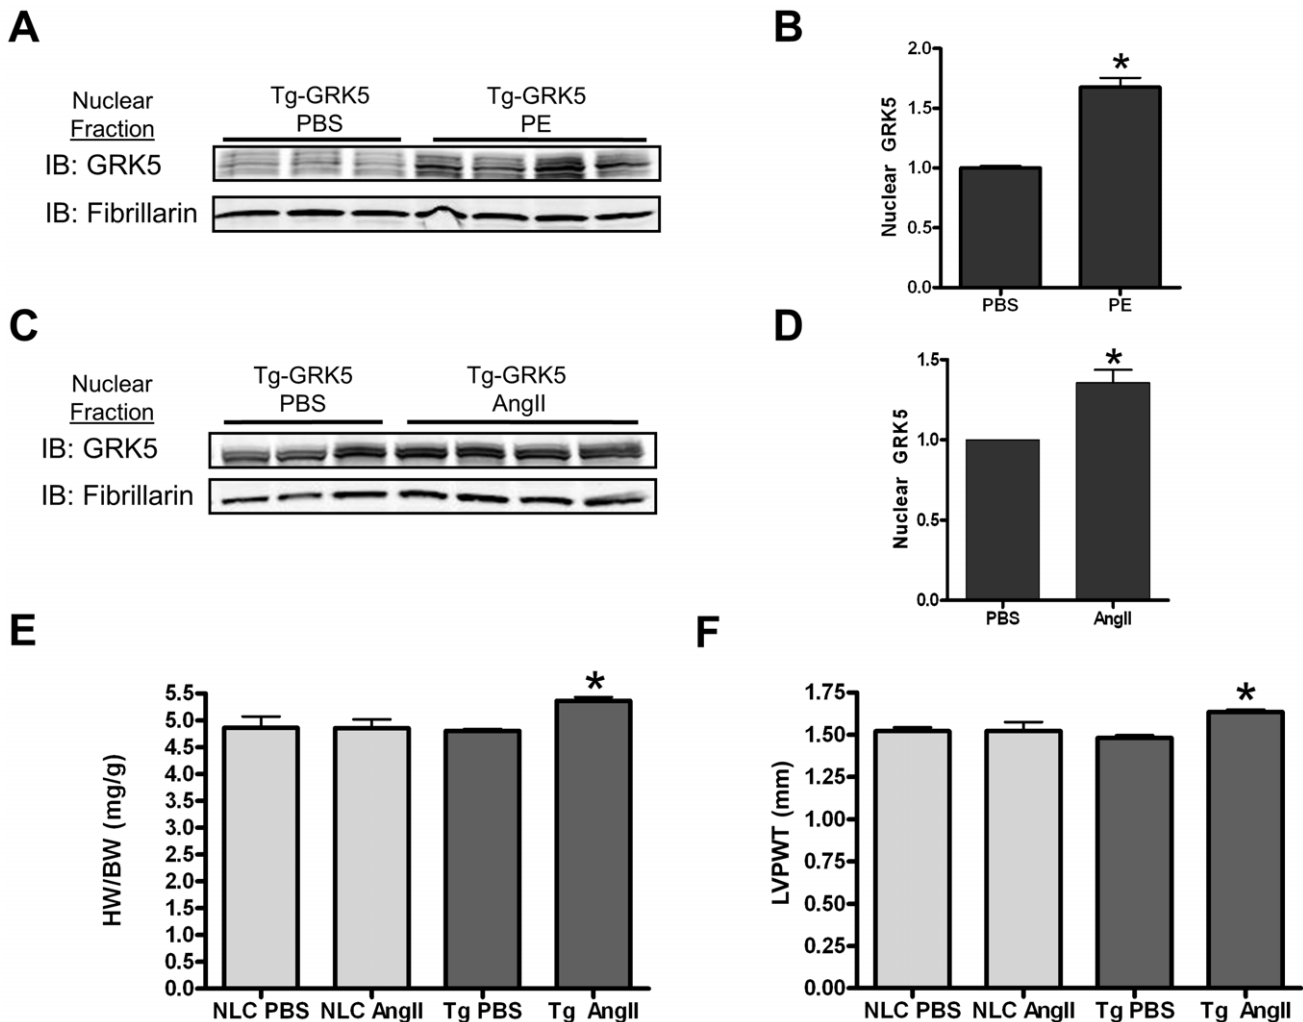 A
Nuclear
Fraction
Tg-GRK5
PBS
Tg-GRK5
PE
IB: GRK5
IB: Fibrillarin
B
Nuclear GRK5
2.0
1.5
1.0
0.5
0.0
PBS
PE
*
C
Nuclear
Fraction
Tg-GRK5
PBS
Tg-GRK5
AngII
IB: GRK5
IB: Fibrillarin
D
Nuclear GRK5
1.5
1.0
0.5
0.0
PBS
AngII
*
E
HW/BW (mg/g)
5.5
5.0
4.5
4.0
3.5
3.0
2.5
2.0
1.5
1.0
0.5
0.0
NLC PBS
NLC AngII
Tg PBS
Tg AngII
*
F
LVPWT (mm)
1.75
1.50
1.25
1.00
0.75
0.50
0.25
0.00
NLC PBS
NLC AngII
Tg PBS
Tg AngII
*